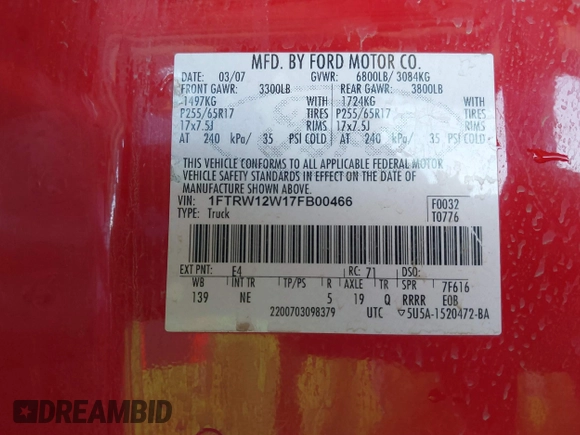 MFD. BY FORD MOTOR CO.
DATE: 03/07 GVWR: 6800LB/ 3084KG
FRONT GAWR: 3300LB REAR GAWR: 3800LB
1497KG WITH 1724KG WITH
P255/65R17 TIRES P255/65R17 TIRES
17x7.5J RIMS 17x7.5J RIMS
AT 240 kPa/ 35 PSI COLD AT 240 kPa/ 35 PSI COLD
THIS VEHICLE CONFORMS TO ALL APPLICABLE FEDERAL MOTOR
VEHICLE SAFETY STANDARDS IN EFFECT ON THE DATE OF
MANUFACTURE SHOWN ABOVE.
VIN: 1FTRW12W17FB00466 F0032
TYPE: Truck T0776
EXT PNT: E4 RC: 71 DSO:
WB INT TR TP/PS R AXLE TR SPR 7F616
139 NE 5 19 Q RRRR EOB
2200703098379 UTC 5U5A-1520472-BA
DREAMBID